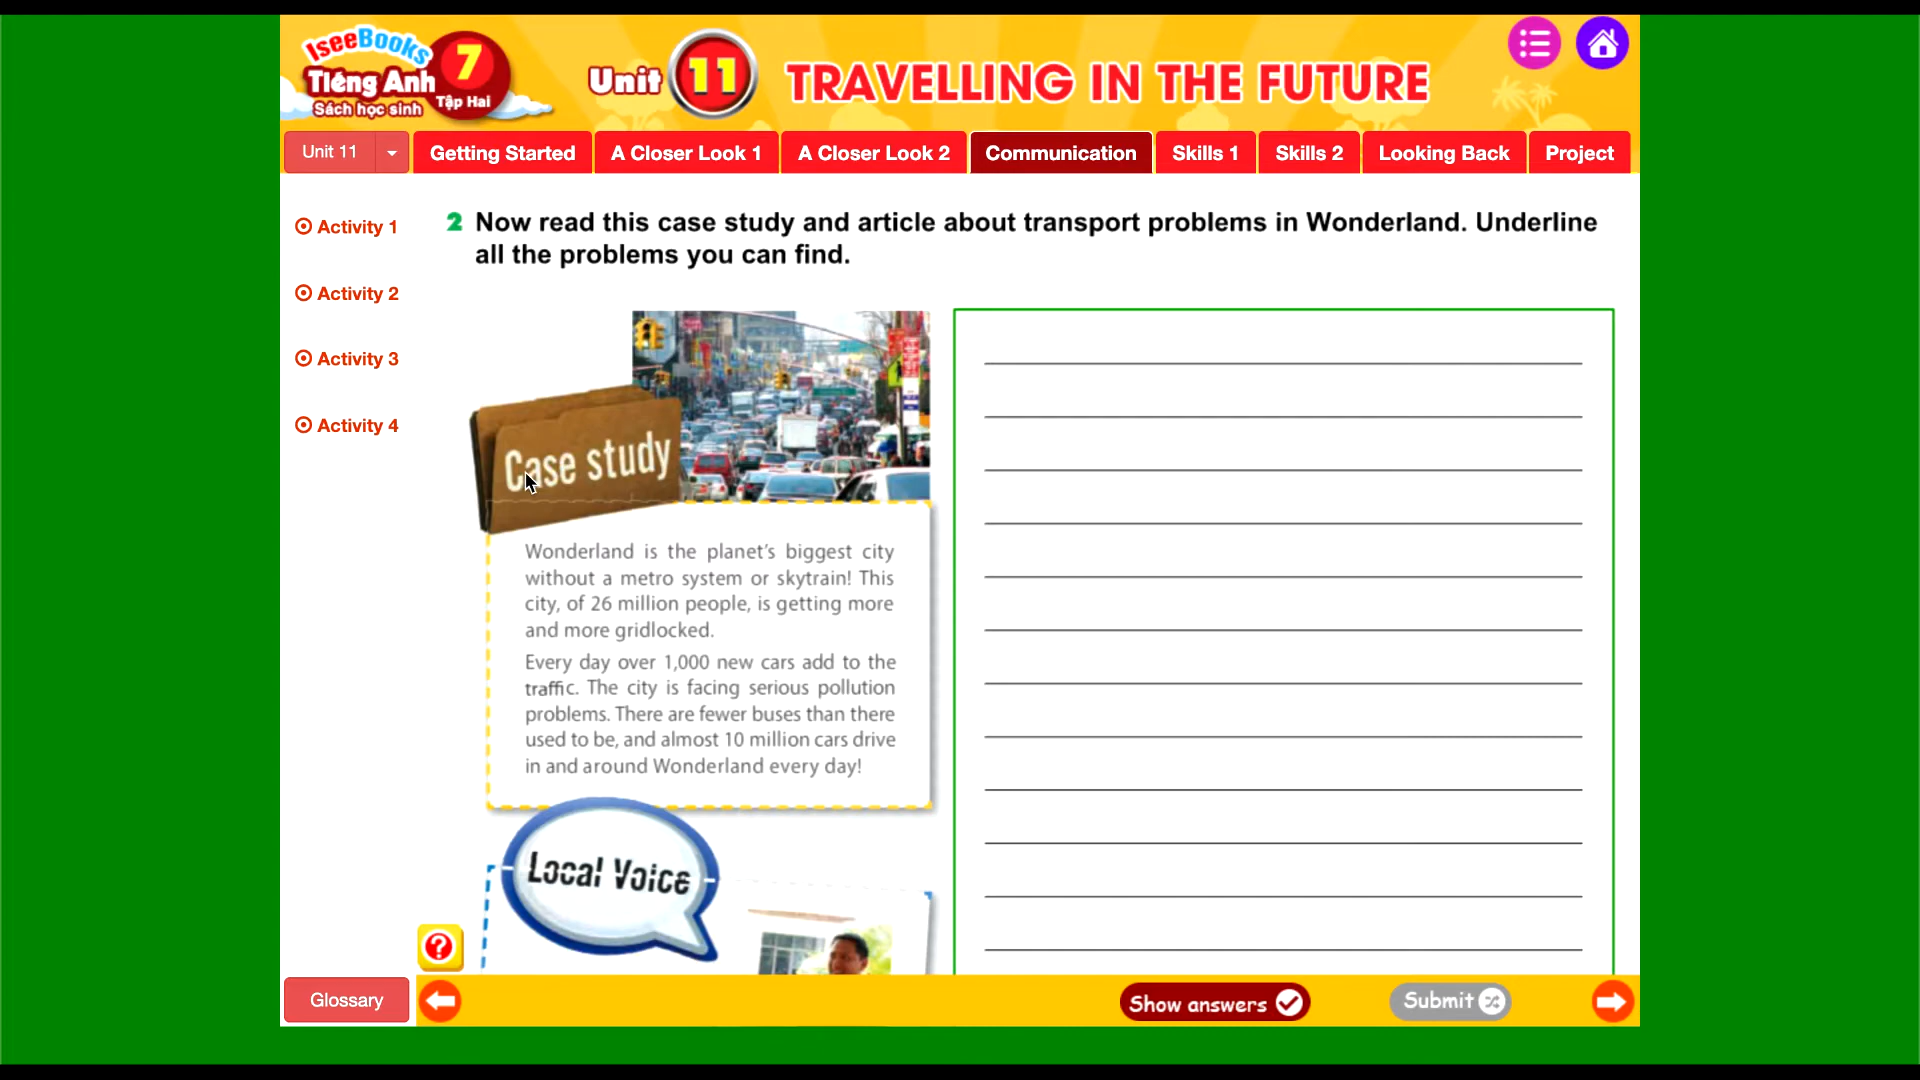 IseeBooks
Tiếng Anh 7
Sách học sinh Tập Hai
Unit 11 TRAVELLING IN THE FUTURE
Unit 11 Getting Started A Closer Look 1 A Closer Look 2 Communication Skills 1 Skills 2 Looking Back Project
Activity 1
Activity 2
Activity 3
Activity 4
2 Now read this case study and article about transport problems in Wonderland. Underline
all the problems you can find.
Case study
Wonderland is the planet's biggest city
without a metro system or skytrain! This
city, of 26 million people, is getting more
and more gridlocked.
Every day over 1,000 new cars add to the
traffic. The city is facing serious pollution
problems. There are fewer buses than there
used to be, and almost 10 million cars drive
in and around Wonderland every day!
Local Voice
?
Glossary
Show answers
Submit